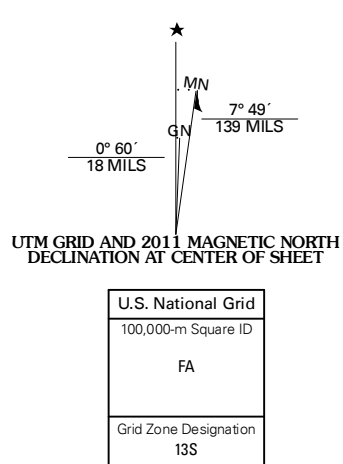 ★
MN
GN
7° 49´
139 MILS
0° 60´
18 MILS
UTM GRID AND 2011 MAGNETIC NORTH
DECLINATION AT CENTER OF SHEET
U.S. National Grid
100,000-m Square ID
FA
Grid Zone Designation
13S